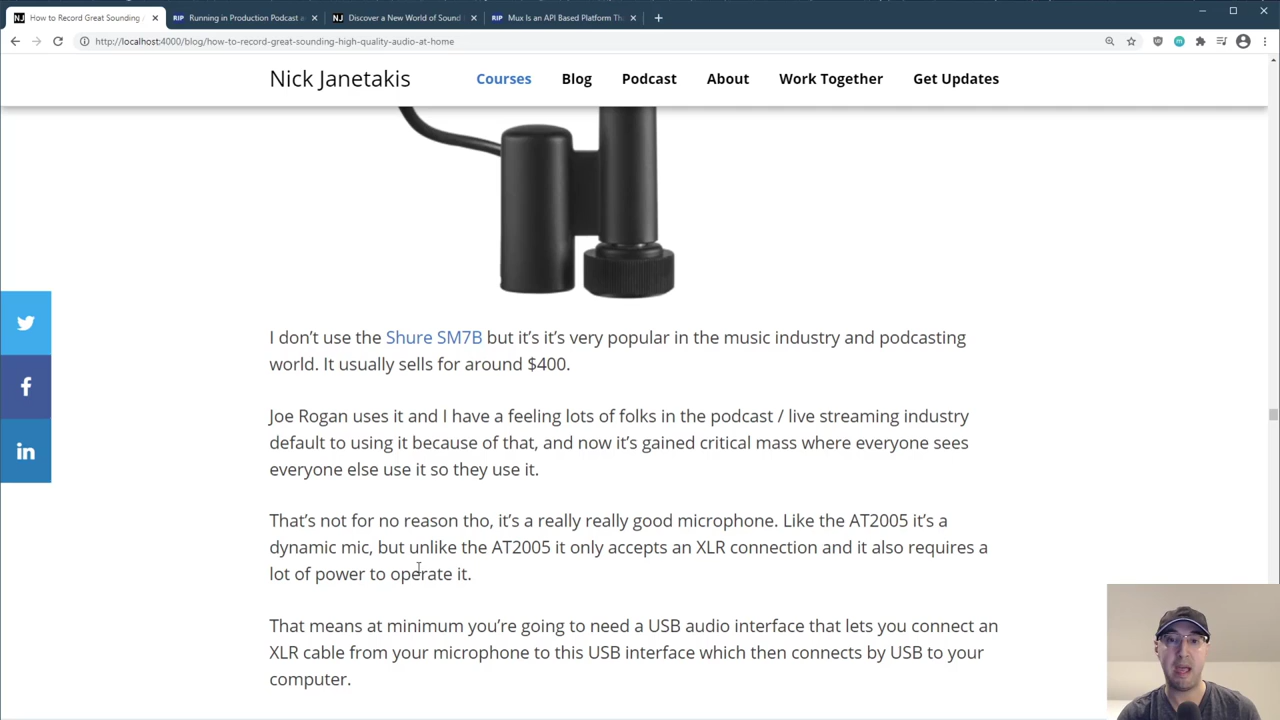 How to Record Great Sounding
Running in Production Podcast a
Discover a New World of Sound
Mux Is an API Based Platform Th
http://localhost:4000/blog/how-to-record-great-sounding-high-quality-audio-at-home
Nick Janetakis
Courses
Blog
Podcast
About
Work Together
Get Updates
I don’t use the Shure SM7B but it’s it’s very popular in the music industry and podcasting
world. It usually sells for around $400.
Joe Rogan uses it and I have a feeling lots of folks in the podcast / live streaming industry
default to using it because of that, and now it’s gained critical mass where everyone sees
everyone else use it so they use it.
That’s not for no reason tho, it’s a really really good microphone. Like the AT2005 it’s a
dynamic mic, but unlike the AT2005 it only accepts an XLR connection and it also requires a
lot of power to operate it.
That means at minimum you’re going to need a USB audio interface that lets you connect an
XLR cable from your microphone to this USB interface which then connects by USB to your
computer.